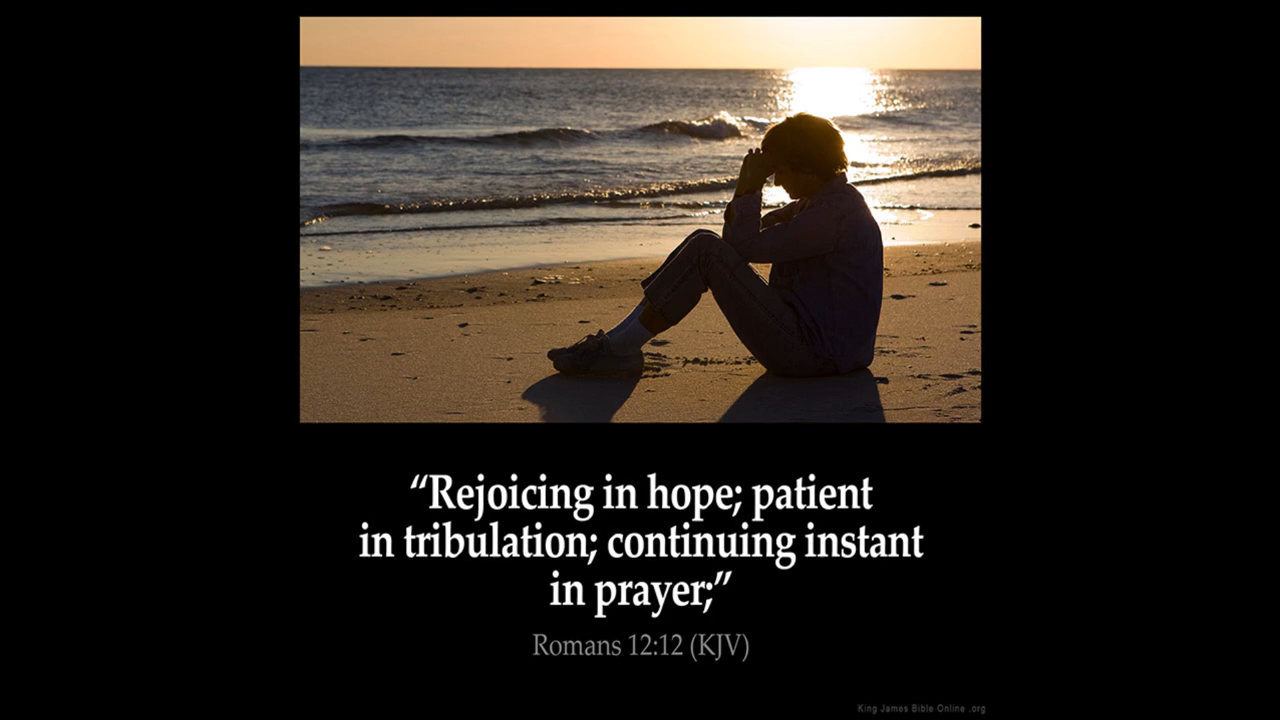 “Rejoicing in hope; patient
in tribulation; continuing instant
in prayer;”
Romans 12:12 (KJV)
King James Bible Online .org